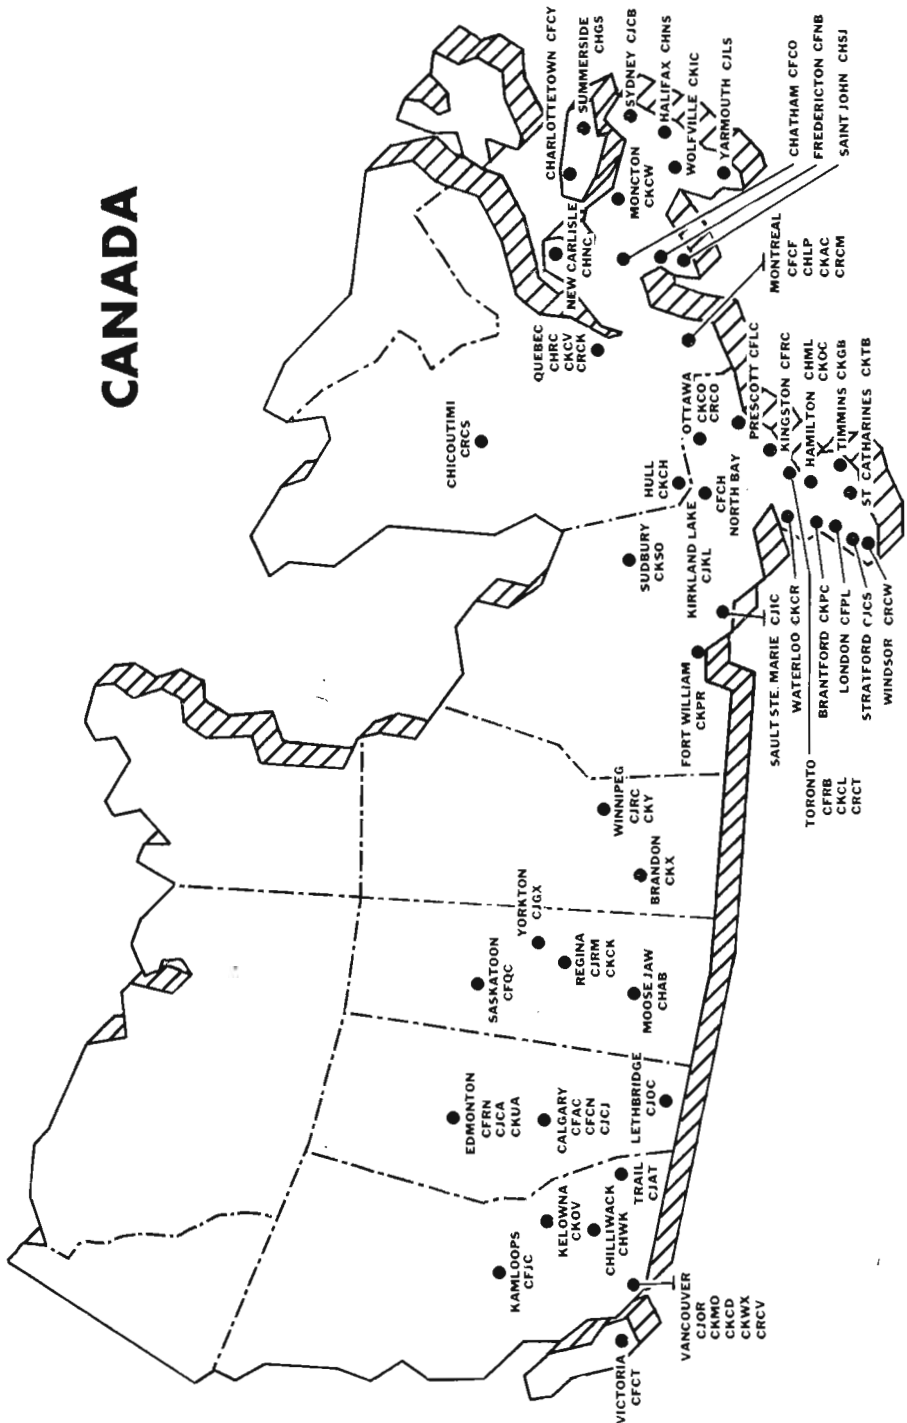 CANADA
VICTORIA
CFCT
VANCOUVER
CJOR
CKMO
CKCD
CKWX
CRCV
KAMLOOPS
CFJC
KELOWNA
CKOV
CHILLIWACK
CHWK
TRAIL
CJAT
EDMONTON
CFRN
CJCA
CKUA
CALGARY
CFAC
CFCN
CJCJ
LETHBRIDGE
CJOC
SASKATOON
CFQC
YORKTON
CJGX
REGINA
CJRM
CKCK
MOOSE JAW
CHAB
WINNIPEG
CJRC
CKY
BRANDON
CKX
FORT WILLIAM
CKPR
SAULT STE. MARIE CJIC
WATERLOO CKCR
TORONTO
CFRB
CKCL
CRCT
BRANTFORD CKPC
LONDON CFPL
STRATFORD CJCS
WINDSOR CRCW
SUDBURY
CKSO
KIRKLAND LAKE
CJKL
HULL
CKCH
CFCH
NORTH BAY
OTTAWA
CKCO
CRCO
PRESCOTT CFLC
KINGSTON CFRC
HAMILTON CHML
CKOC
TIMMINS CKGB
ST CATHARINES CKTB
CHICOUTIMI
CRCS
QUEBEC
CHRC
CKCV
CRCK
NEW CARLISLE
CHNC
MONTREAL
CFCF
CHLP
CKAC
CRCM
CHARLOTTETOWN CFCY
SUMMERSIDE
CHGS
SYDNEY CJCB
HALIFAX CHNS
WOLFVILLE CKIC
YARMOUTH CJLS
MONCTON
CKCW
CHATHAM CFCO
FREDERICTON CFNB
SAINT JOHN CHSJ